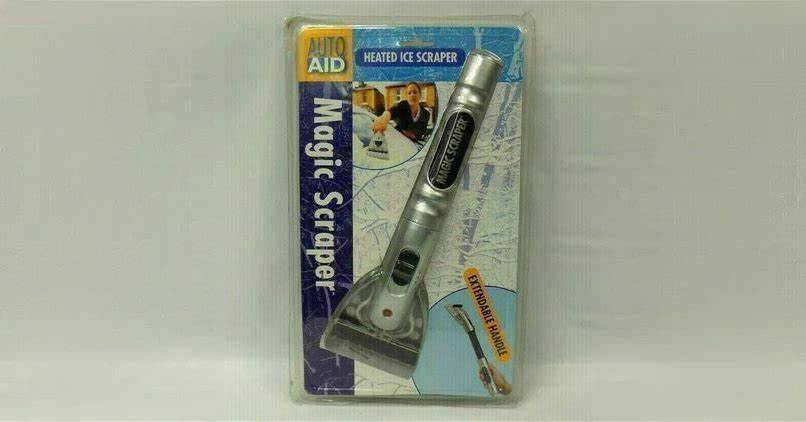 AUTO
AID
HEATED ICE SCRAPER
Magic Scraper
MAGIC SCRAPER
EXTENDABLE HANDLE